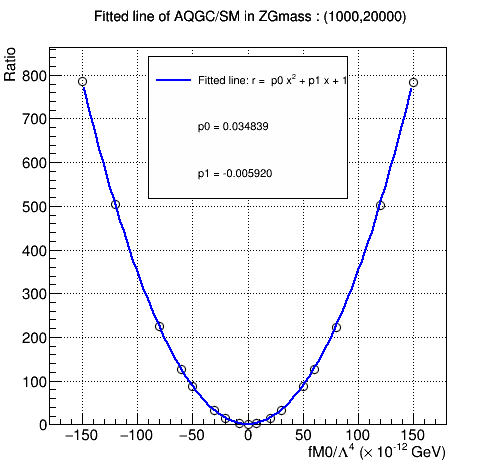 Fitted line of AQGC/SM in ZGmass : (1000,20000)
Ratio
Fitted line: r = p0 x² + p1 x + 1
p0 = 0.034839
p1 = -0.005920
800
700
600
500
400
300
200
100
0
−150 −100 −50 0 50 100 150
fM0/Λ⁴ (× 10⁻¹² GeV)